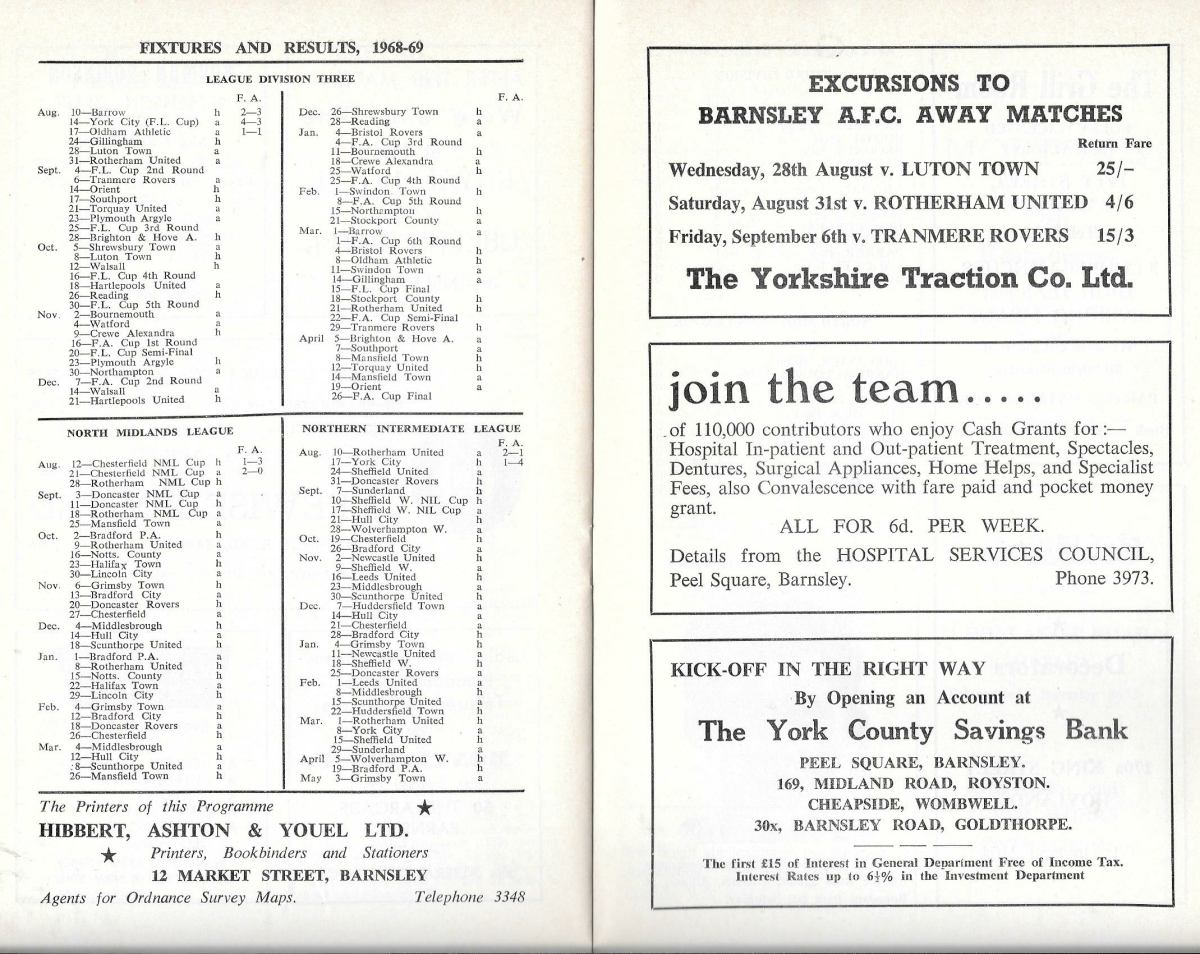 FIXTURES AND RESULTS, 1968-69
LEAGUE DIVISION THREE
F. A.
Aug. 10—Barrow h 2—3
14—York City (F.L. Cup) a 4—3
17—Oldham Athletic a 1—1
24—Gillingham h
28—Luton Town a
31—Rotherham United a
Sept. 4—F.L. Cup 2nd Round
6—Tranmere Rovers a
14—Orient h
17—Southport h
21—Torquay United a
23—Plymouth Argyle a
25—F.L. Cup 3rd Round
28—Brighton & Hove A. h
Oct. 5—Shrewsbury Town a
8—Luton Town h
12—Walsall h
16—F.L. Cup 4th Round
18—Hartlepools United a
26—Reading h
30—F.L. Cup 5th Round
Nov. 2—Bournemouth a
4—Watford a
9—Crewe Alexandra h
16—F.A. Cup 1st Round
20—F.L. Cup Semi-Final
23—Plymouth Argyle h
30—Northampton a
Dec. 7—F.A. Cup 2nd Round
14—Walsall a
21—Hartlepools United h
F. A.
Dec. 26—Shrewsbury Town h
28—Reading a
Jan. 4—Bristol Rovers a
4—F.A. Cup 3rd Round
11—Bournemouth h
18—Crewe Alexandra a
25—Watford h
25—F.A. Cup 4th Round
Feb. 1—Swindon Town h
8—F.A. Cup 5th Round
15—Northampton h
21—Stockport County a
Mar. 1—Barrow a
1—F.A. Cup 6th Round
4—Bristol Rovers h
8—Oldham Athletic h
11—Swindon Town a
14—Gillingham a
15—F.L. Cup Final
18—Stockport County h
21—Rotherham United h
22—F.A. Cup Semi-Final
29—Tranmere Rovers h
April 5—Brighton & Hove A. a
7—Southport a
8—Mansfield Town h
12—Torquay United h
14—Mansfield Town a
19—Orient a
26—F.A. Cup Final
NORTH MIDLANDS LEAGUE
F. A.
Aug. 12—Chesterfield NML Cup h 1—3
21—Chesterfield NML Cup a 2—0
28—Rotherham NML Cup h
Sept. 3—Doncaster NML Cup a
11—Doncaster NML Cup h
18—Rotherham NML Cup a
25—Mansfield Town a
Oct. 2—Bradford P.A. h
9—Rotherham United a
16—Notts. County a
23—Halifax Town h
30—Lincoln City a
Nov. 6—Grimsby Town h
13—Bradford City a
20—Doncaster Rovers h
27—Chesterfield a
Dec. 4—Middlesbrough h
14—Hull City a
18—Scunthorpe United h
Jan. 1—Bradford P.A. a
8—Rotherham United h
15—Notts. County h
22—Halifax Town a
29—Lincoln City h
Feb. 4—Grimsby Town a
12—Bradford City h
18—Doncaster Rovers a
26—Chesterfield h
Mar. 4—Middlesbrough a
12—Hull City h
18—Scunthorpe United a
26—Mansfield Town h
NORTHERN INTERMEDIATE LEAGUE
F. A.
Aug. 10—Rotherham United a 2—1
17—York City h 1—4
24—Sheffield United a
31—Doncaster Rovers h
Sept. 7—Sunderland h
10—Sheffield W. NIL Cup h
17—Sheffield W. NIL Cup a
21—Hull City h
28—Wolverhampton W. a
Oct. 19—Chesterfield h
26—Bradford City a
Nov. 2—Newcastle United h
9—Sheffield W. a
16—Leeds United h
23—Middlesbrough a
30—Scunthorpe United h
Dec. 7—Huddersfield Town a
14—Hull City a
21—Chesterfield a
28—Bradford City h
Jan. 4—Grimsby Town h
11—Newcastle United a
18—Sheffield W. h
25—Doncaster Rovers a
Feb. 1—Leeds United a
8—Middlesbrough h
15—Scunthorpe United a
22—Huddersfield Town h
Mar. 1—Rotherham United h
8—York City a
15—Sheffield United h
29—Sunderland a
April 5—Wolverhampton W. h
19—Bradford P.A. h
May 3—Grimsby Town a
The Printers of this Programme ★
HIBBERT, ASHTON & YOUEL LTD.
★ Printers, Bookbinders and Stationers
12 MARKET STREET, BARNSLEY
Agents for Ordnance Survey Maps. Telephone 3348
EXCURSIONS TO
BARNSLEY A.F.C. AWAY MATCHES
Return Fare
Wednesday, 28th August v. LUTON TOWN 25/–
Saturday, August 31st v. ROTHERHAM UNITED 4/6
Friday, September 6th v. TRANMERE ROVERS 15/3
The Yorkshire Traction Co. Ltd.
join the team.....
of 110,000 contributors who enjoy Cash Grants for :—
Hospital In-patient and Out-patient Treatment, Spectacles,
Dentures, Surgical Appliances, Home Helps, and Specialist
Fees, also Convalescence with fare paid and pocket money
grant.
ALL FOR 6d. PER WEEK.
Details from the HOSPITAL SERVICES COUNCIL,
Peel Square, Barnsley. Phone 3973.
KICK-OFF IN THE RIGHT WAY
By Opening an Account at
The York County Savings Bank
PEEL SQUARE, BARNSLEY.
169, MIDLAND ROAD, ROYSTON.
CHEAPSIDE, WOMBWELL.
30x, BARNSLEY ROAD, GOLDTHORPE.
The first £15 of Interest in General Department Free of Income Tax.
Interest Rates up to 6½% in the Investment Department